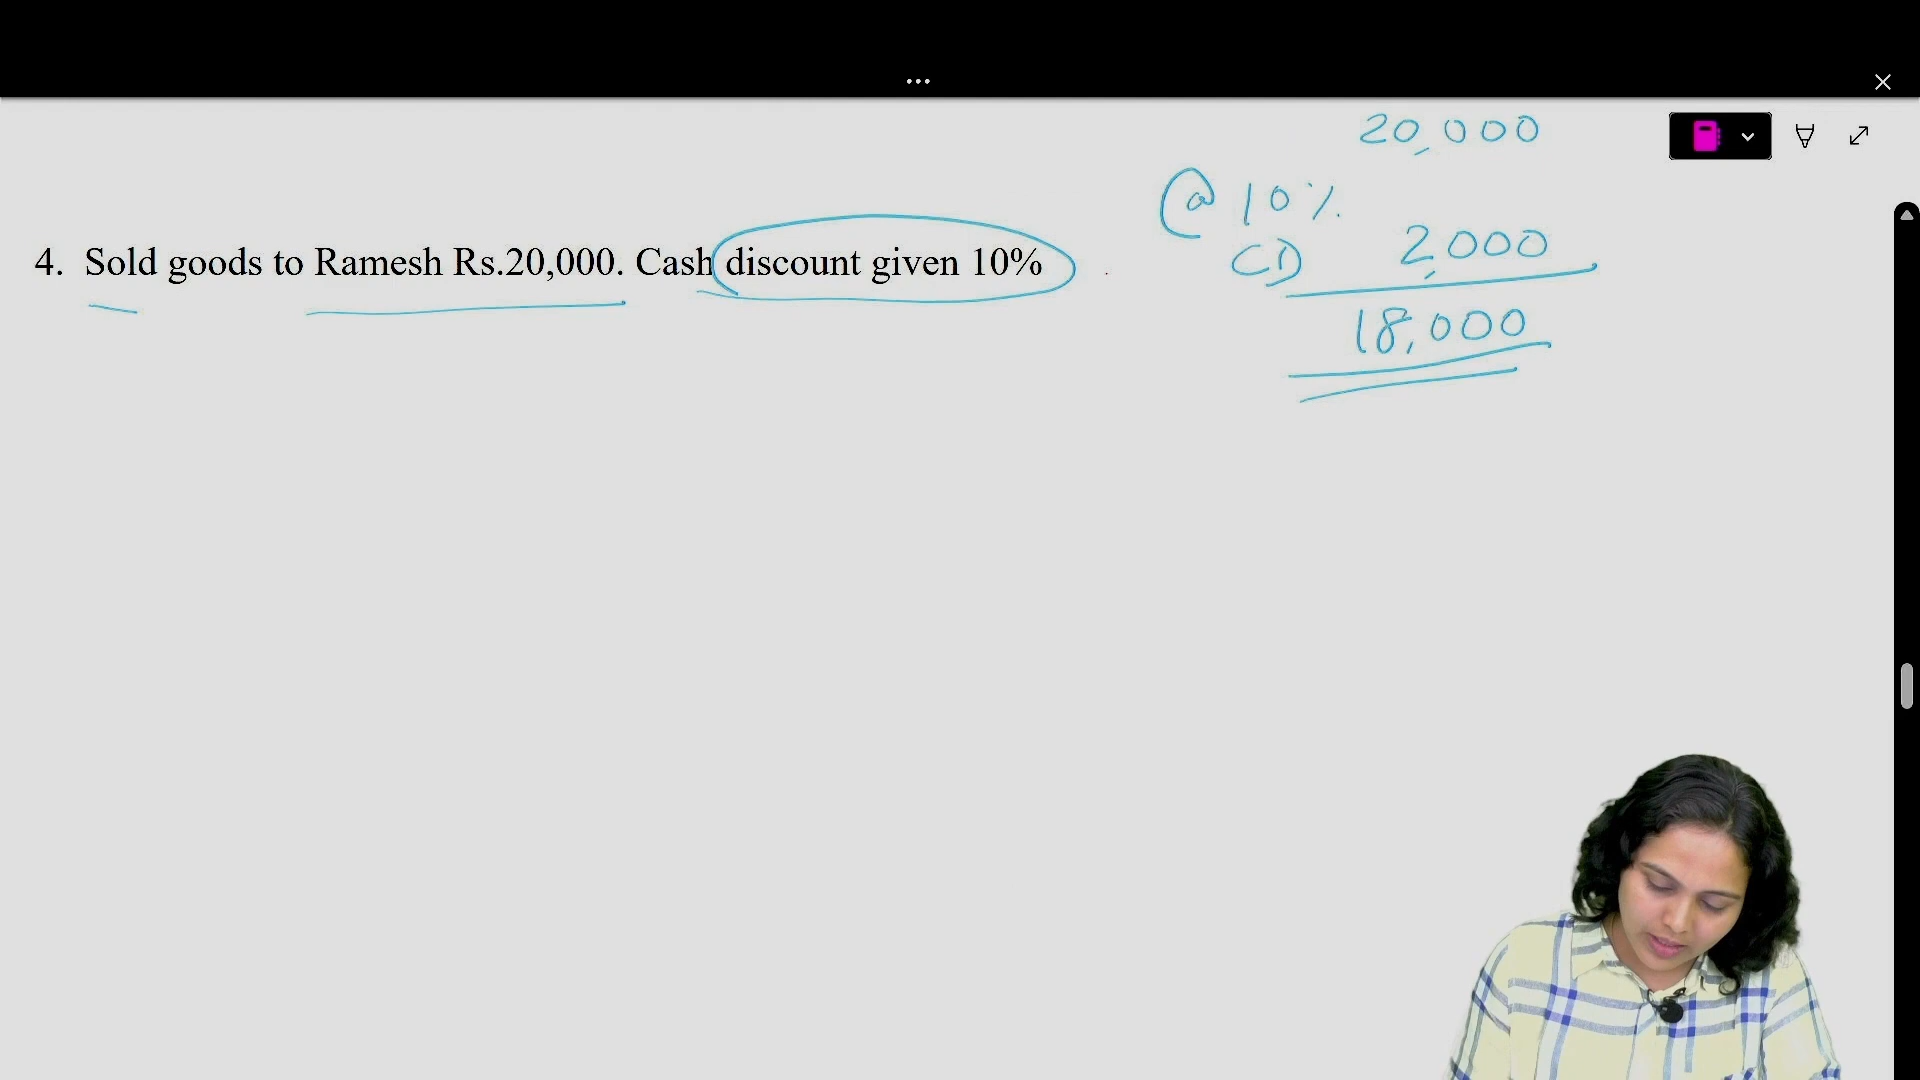 20,000
@ 10%
CD 2,000
4. Sold goods to Ramesh Rs.20,000. Cash discount given 10%
18,000